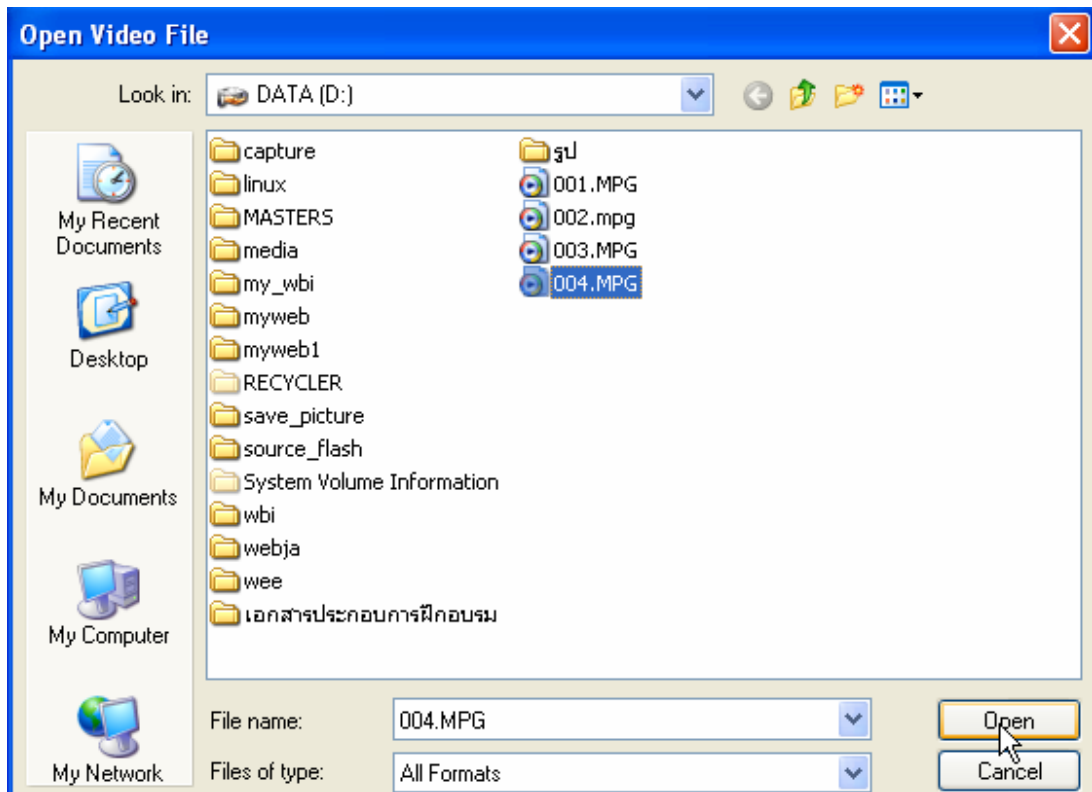 Open Video File
Look in: DATA (D:)
My Recent
Documents
Desktop
My Documents
My Computer
My Network
capture
linux
MASTERS
media
my_wbi
myweb
myweb1
RECYCLER
save_picture
source_flash
System Volume Information
wbi
webja
wee
เอกสารประกอบการฝึกอบรม
รูป
001.MPG
002.mpg
003.MPG
004.MPG
File name: 004.MPG Open
Files of type: All Formats Cancel